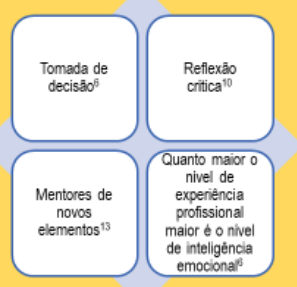 Tomada de
decisão⁶
Reflexão
crítica¹⁰
Mentores de
novos
elementos¹³
Quanto maior o
nível de
experiência
profissional
maior é o nível
de inteligência
emocional⁶